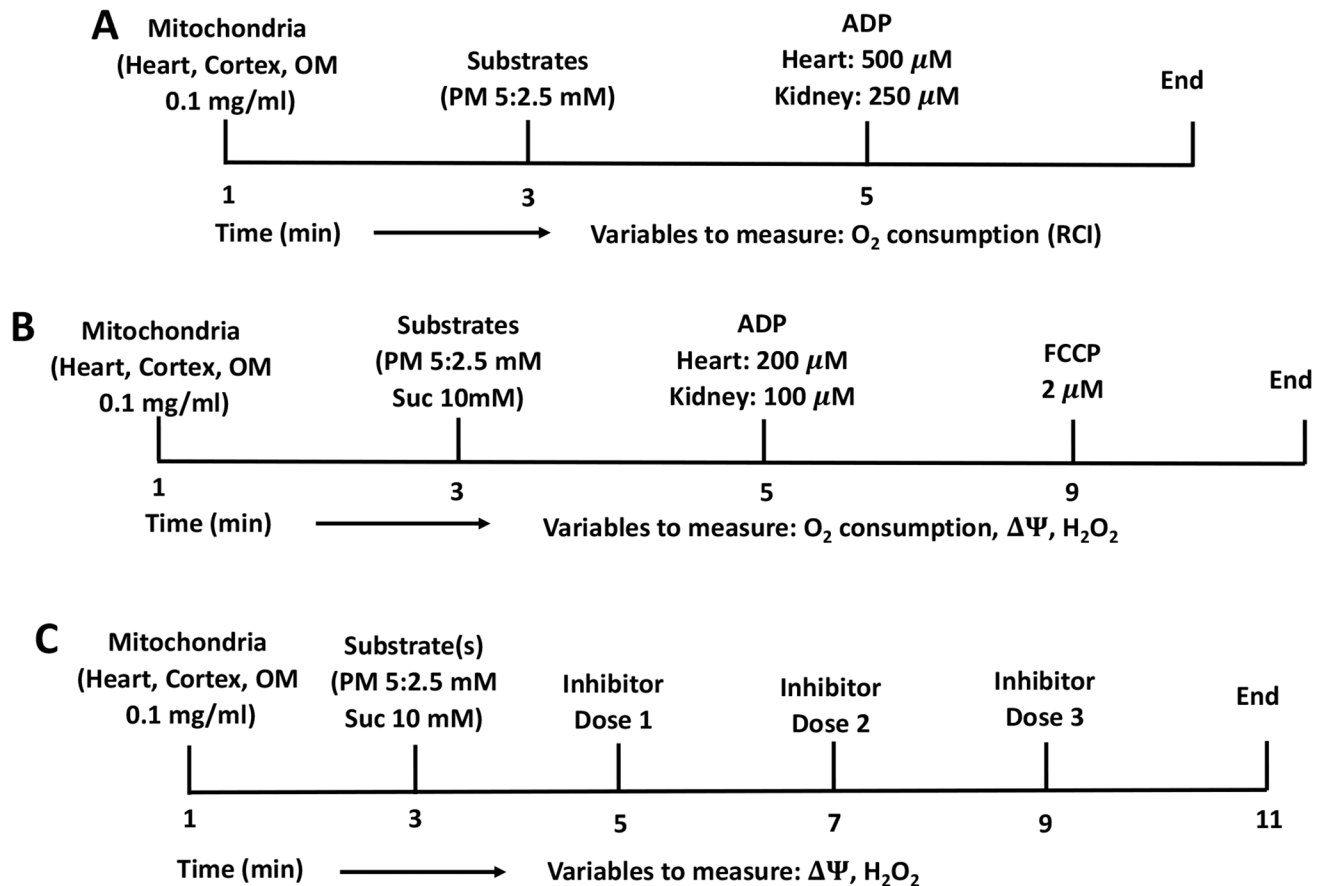 A
Mitochondria
(Heart, Cortex, OM
0.1 mg/ml)
Substrates
(PM 5:2.5 mM)
ADP
Heart: 500 μM
Kidney: 250 μM
End
1
3
5
Time (min)
Variables to measure: O₂ consumption (RCI)
B
Mitochondria
(Heart, Cortex, OM
0.1 mg/ml)
Substrates
(PM 5:2.5 mM
Suc 10mM)
ADP
Heart: 200 μM
Kidney: 100 μM
FCCP
2 μM
End
1
3
5
9
Time (min)
Variables to measure: O₂ consumption, ΔΨ, H₂O₂
C
Mitochondria
(Heart, Cortex, OM
0.1 mg/ml)
Substrate(s)
(PM 5:2.5 mM
Suc 10 mM)
Inhibitor
Dose 1
Inhibitor
Dose 2
Inhibitor
Dose 3
End
1
3
5
7
9
11
Time (min)
Variables to measure: ΔΨ, H₂O₂